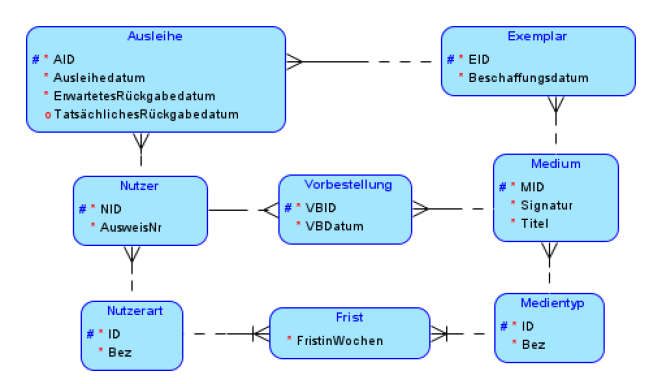 Ausleihe
# * AID
* Ausleihedatum
* ErwartetesRückgabedatum
o TatsächlichesRückgabedatum
Exemplar
# * EID
* Beschaffungsdatum
Nutzer
# * NID
* AusweisNr
Vorbestellung
# * VBID
* VBDatum
Medium
# * MID
* Signatur
* Titel
Nutzerart
# * ID
* Bez
Frist
* FristinWochen
Medientyp
# * ID
* Bez